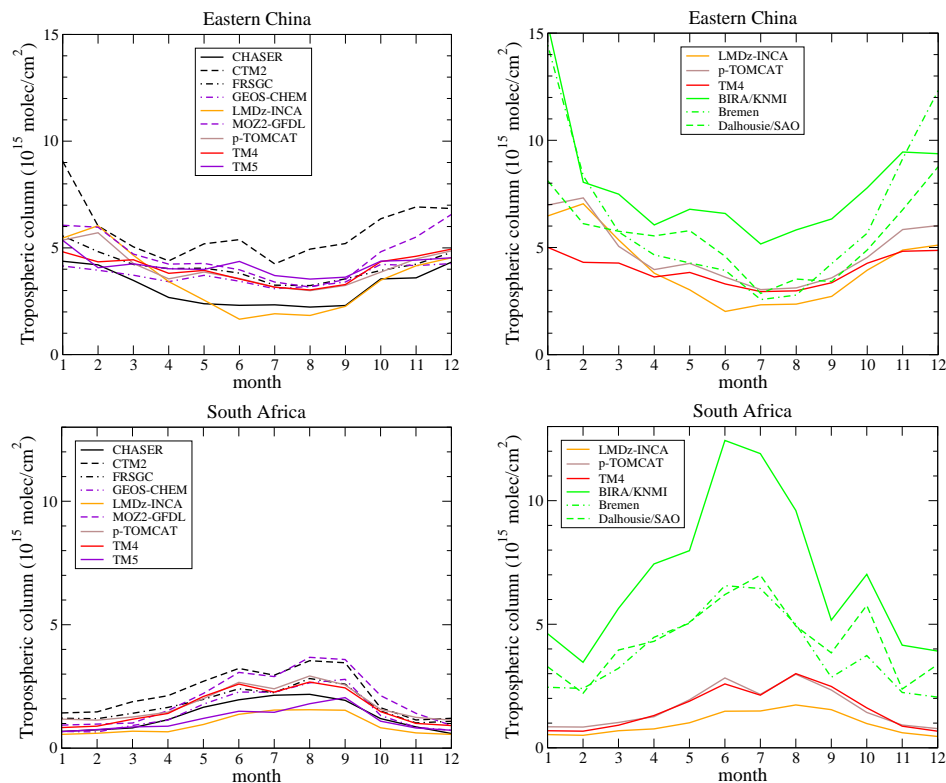 Eastern China
15
10
5
0
Tropospheric column (10^15 molec/cm^2)
CHASER
CTM2
FRSGC
GEOS-CHEM
LMDz-INCA
MOZ2-GFDL
p-TOMCAT
TM4
TM5
1 2 3 4 5 6 7 8 9 10 11 12
month
Eastern China
15
10
5
0
Tropospheric column (10^15 molec/cm^2)
LMDz-INCA
p-TOMCAT
TM4
BIRA/KNMI
Bremen
Dalhousie/SAO
1 2 3 4 5 6 7 8 9 10 11 12
month
South Africa
10
5
0
Tropospheric column (10^15 molec/cm^2)
CHASER
CTM2
FRSGC
GEOS-CHEM
LMDz-INCA
MOZ2-GFDL
p-TOMCAT
TM4
TM5
1 2 3 4 5 6 7 8 9 10 11 12
month
South Africa
10
5
0
Tropospheric column (10^15 molec/cm^2)
LMDz-INCA
p-TOMCAT
TM4
BIRA/KNMI
Bremen
Dalhousie/SAO
1 2 3 4 5 6 7 8 9 10 11 12
month